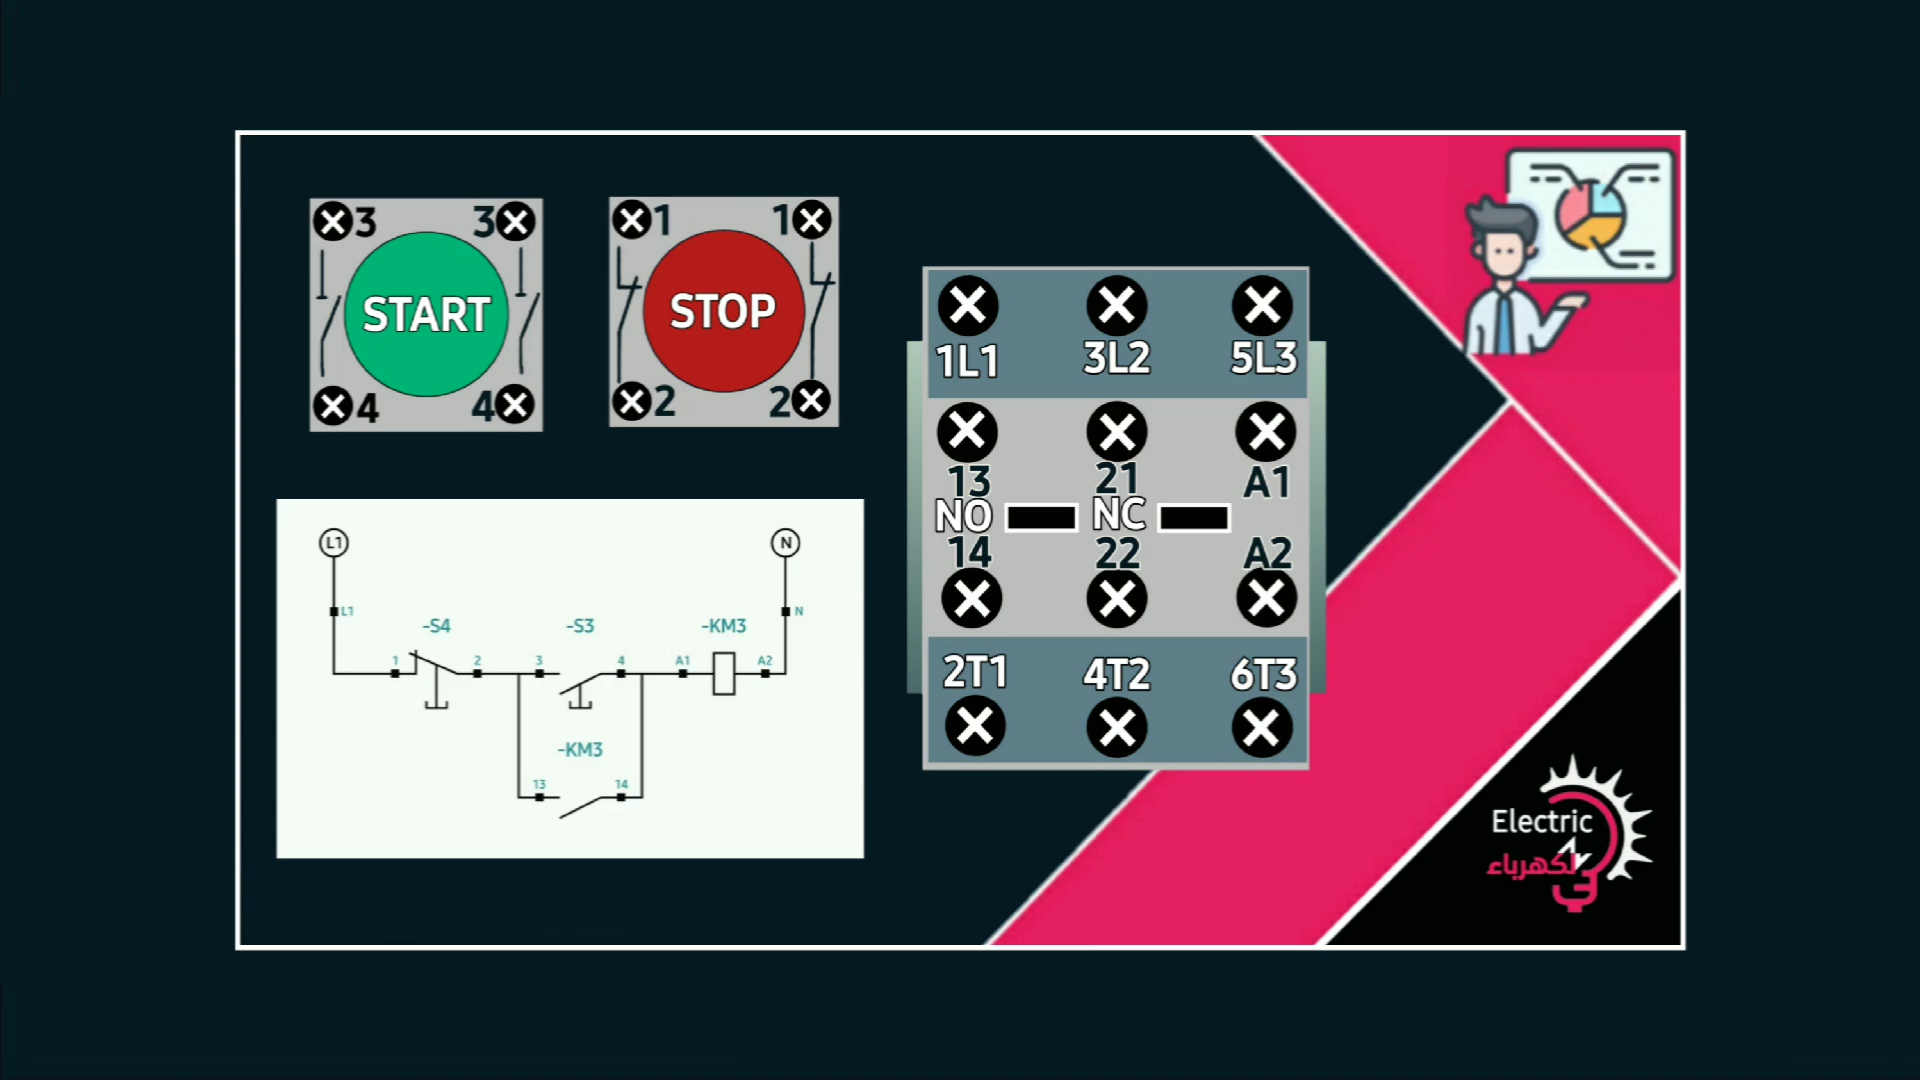 3 3
START
4 4
1 1
STOP
2 2
L1 N
L1 N
-S4 -S3 -KM3
1 2 3 4 A1 A2
-KM3
13 14
1L1 3L2 5L3
13 21 A1
NO NC
14 22 A2
2T1 4T2 6T3
Electric
لكهرباء